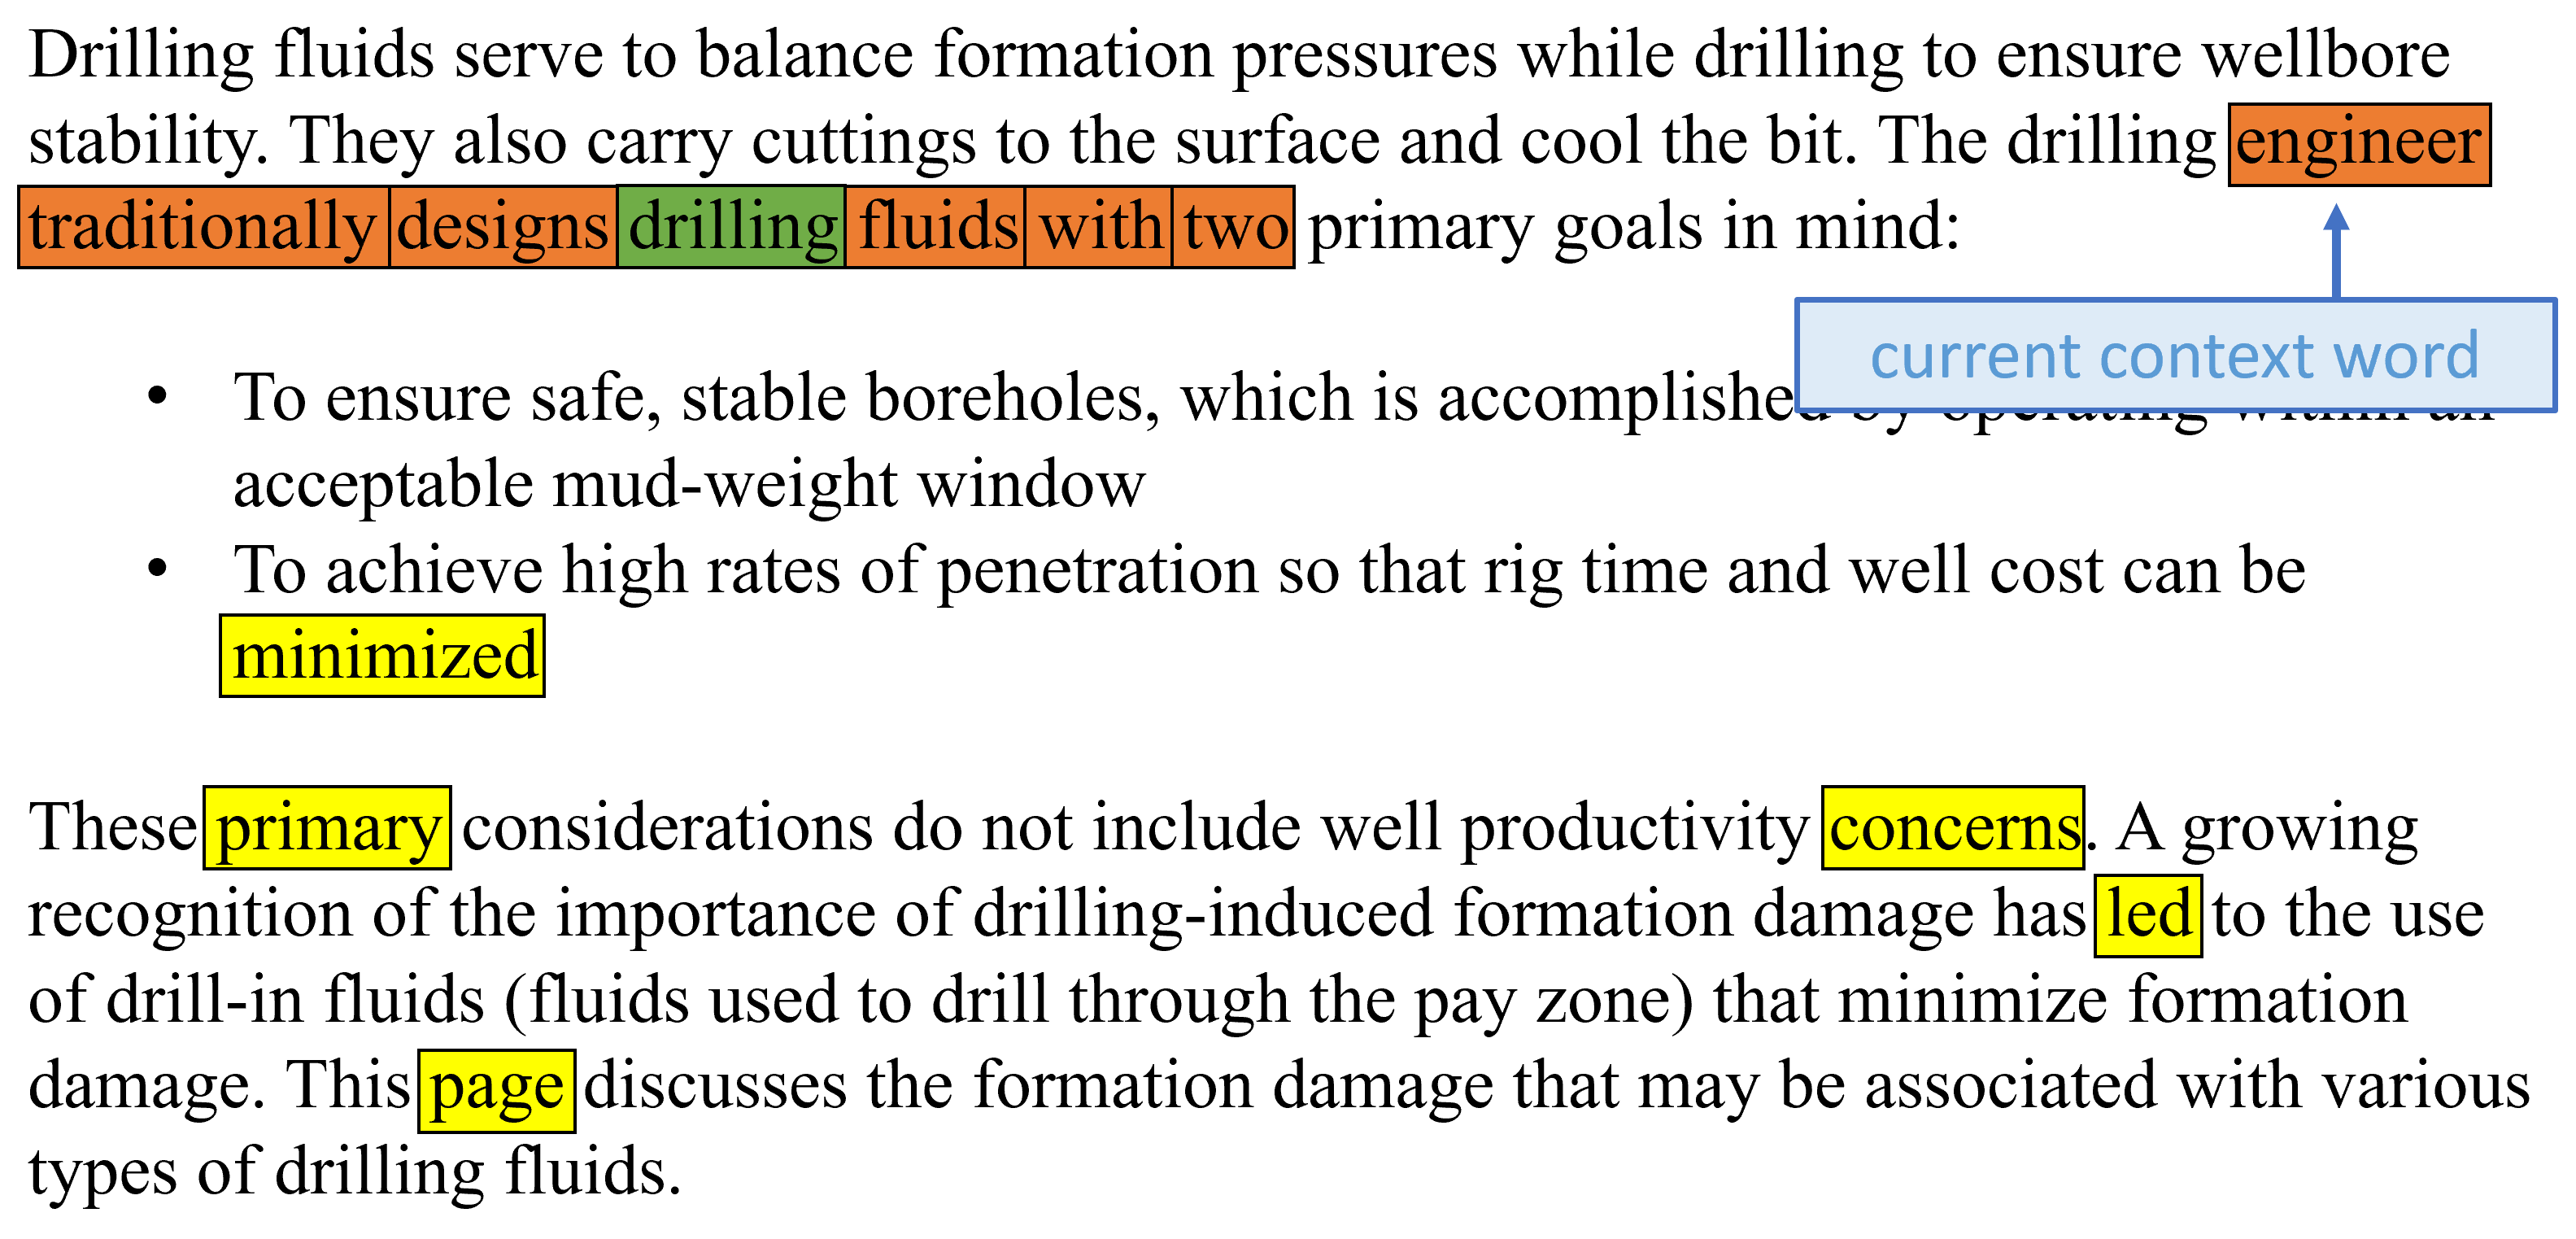 Drilling fluids serve to balance formation pressures while drilling to ensure wellbore
stability. They also carry cuttings to the surface and cool the bit. The drilling engineer
traditionally designs drilling fluids with two primary goals in mind:
current context word
• To ensure safe, stable boreholes, which is accomplished by operating within an
acceptable mud-weight window
• To achieve high rates of penetration so that rig time and well cost can be
minimized
These primary considerations do not include well productivity concerns. A growing
recognition of the importance of drilling-induced formation damage has led to the use
of drill-in fluids (fluids used to drill through the pay zone) that minimize formation
damage. This page discusses the formation damage that may be associated with various
types of drilling fluids.